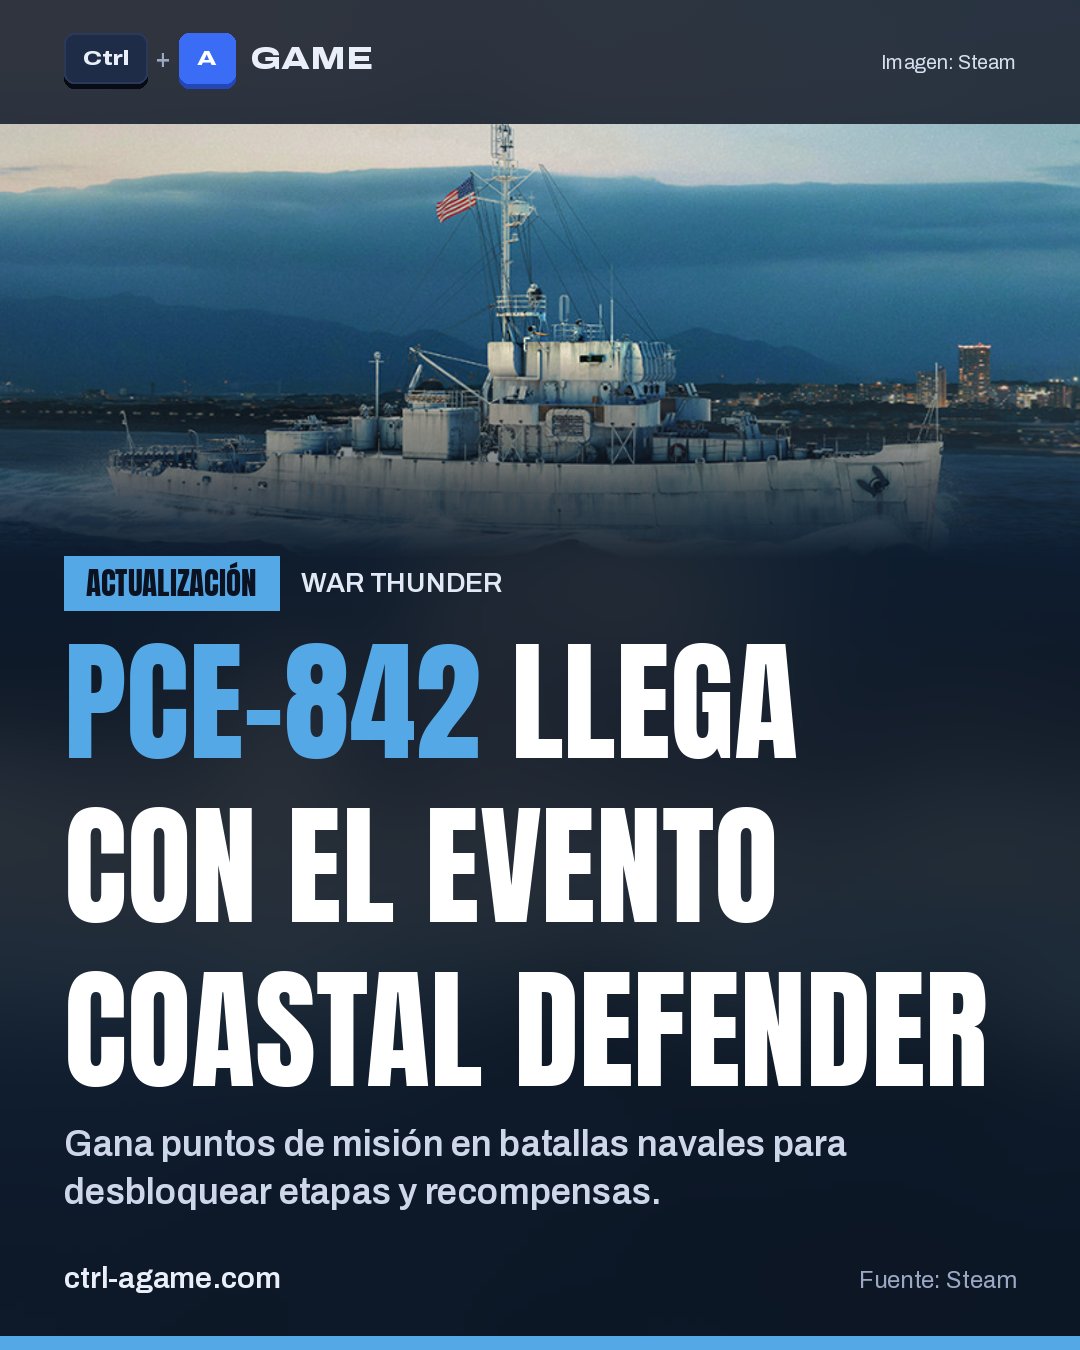 Ctrl + A GAME
Imagen: Steam
ACTUALIZACIÓN WAR THUNDER
PCE-842 LLEGA
CON EL EVENTO
COASTAL DEFENDER
Gana puntos de misión en batallas navales para
desbloquear etapas y recompensas.
ctrl-agame.com
Fuente: Steam